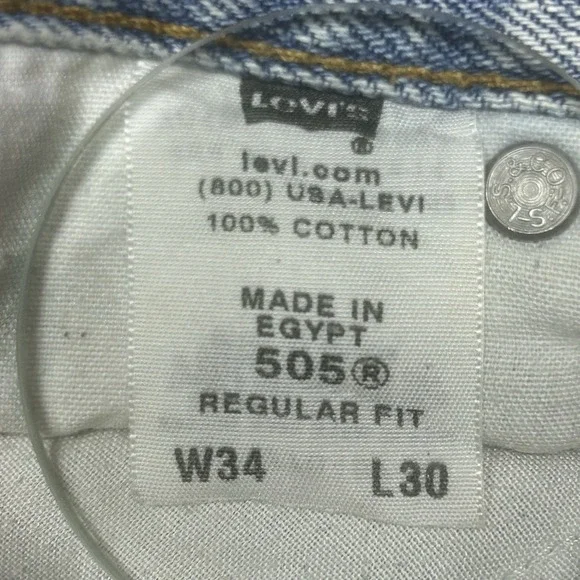 Levi's
®
levi.com
(800) USA-LEVI
100% COTTON
MADE IN
EGYPT
505®
REGULAR FIT
W34 L30